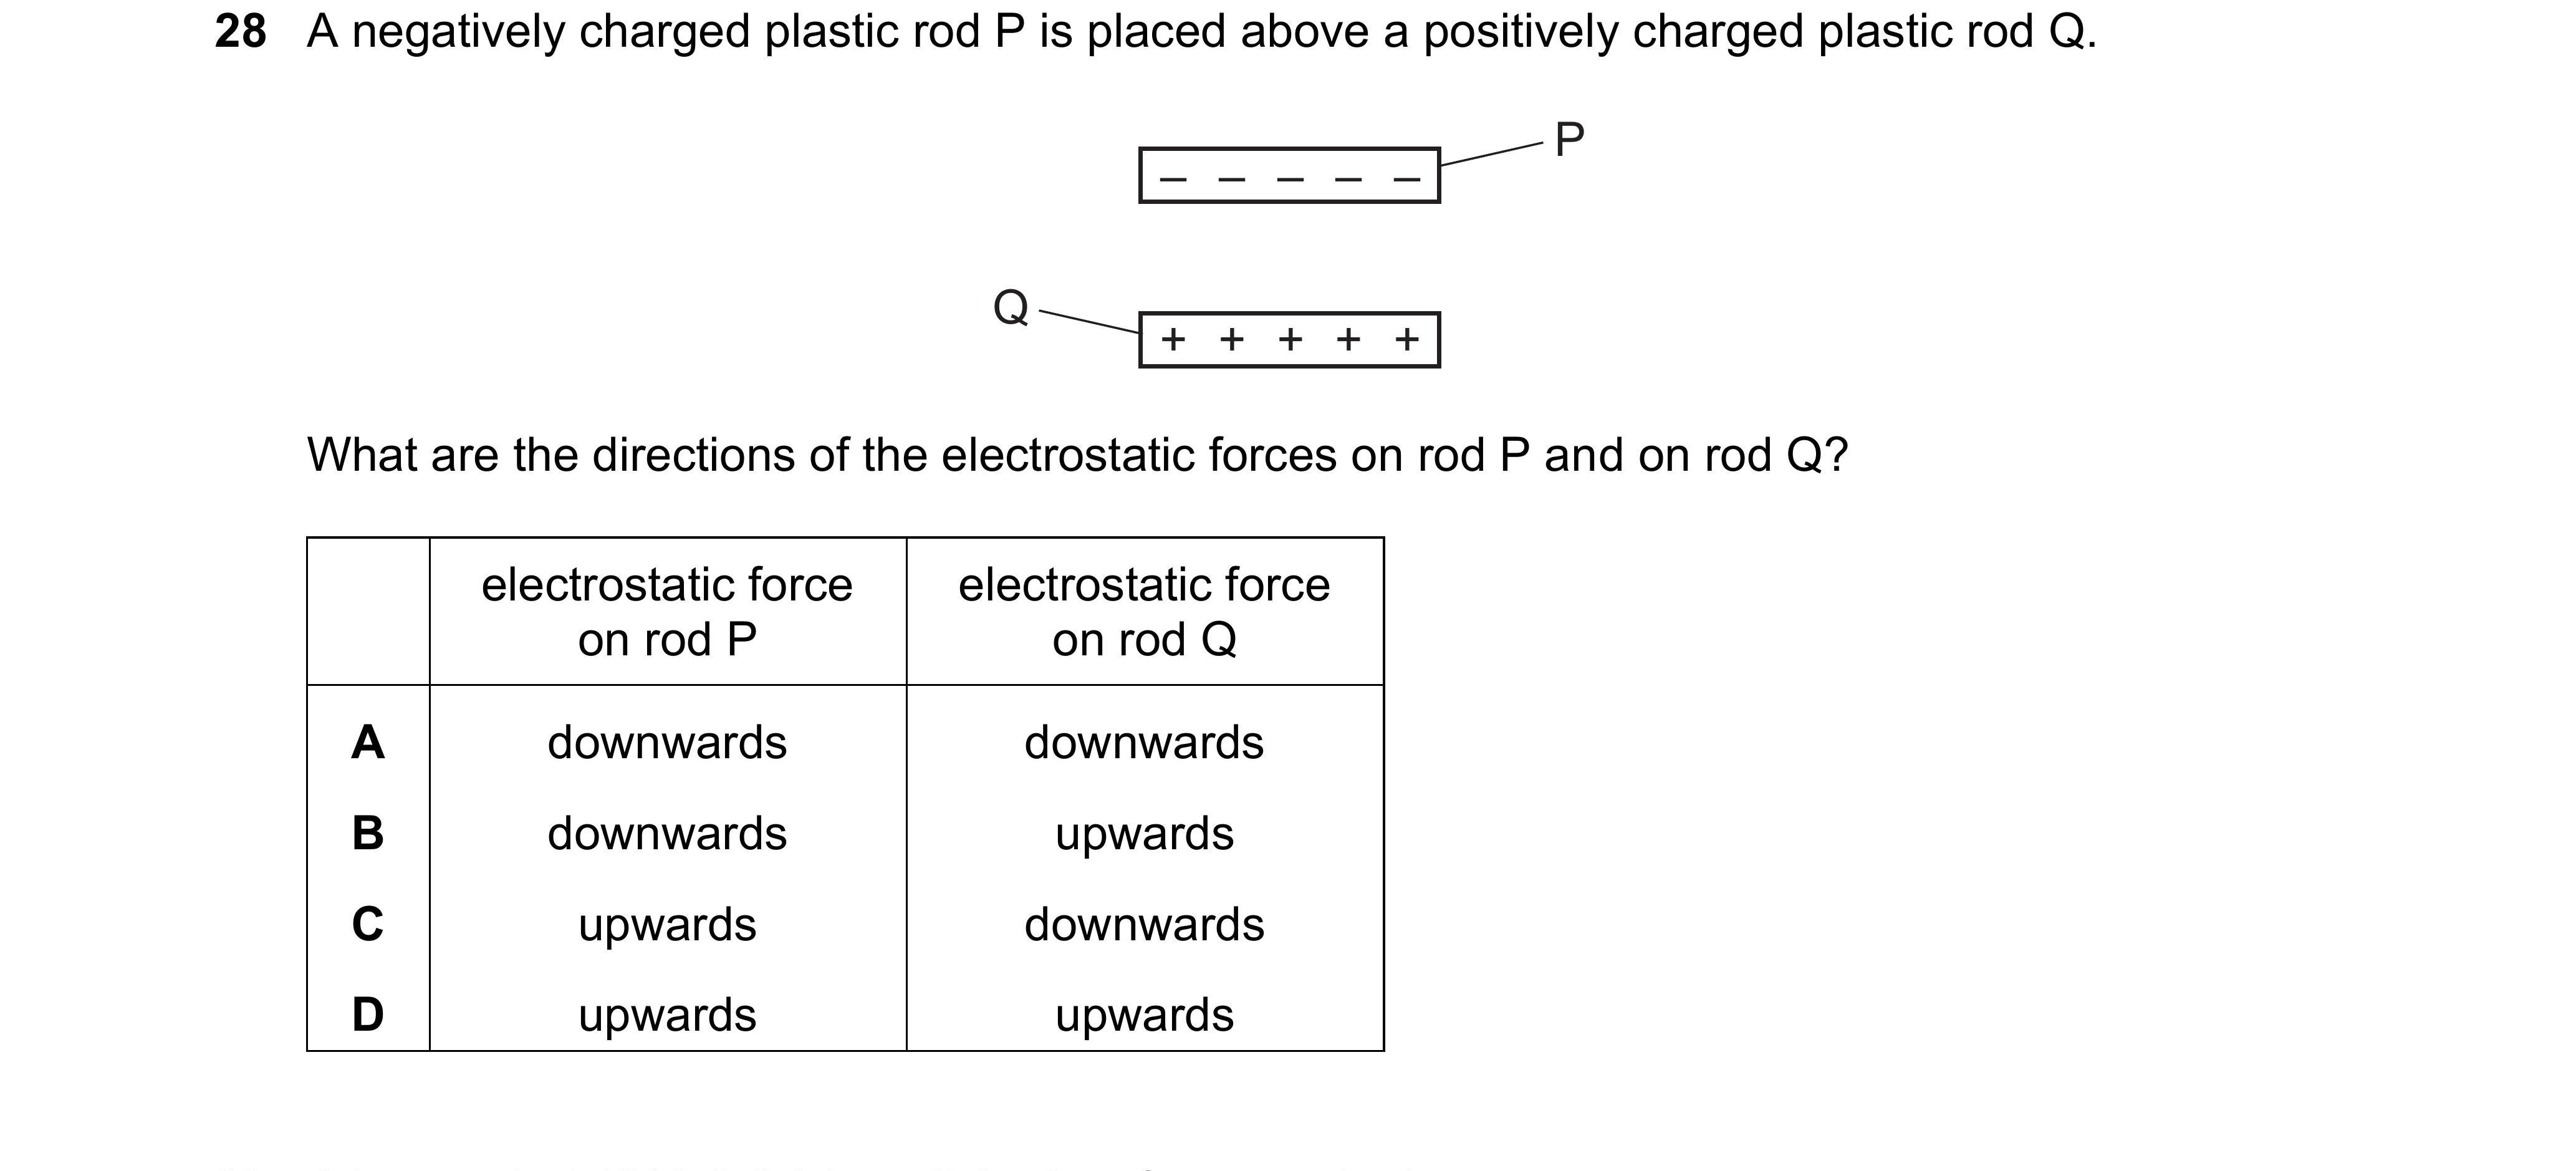 28 A negatively charged plastic rod P is placed above a positively charged plastic rod Q.
P
– – – – –
Q
+ + + + +
What are the directions of the electrostatic forces on rod P and on rod Q?
electrostatic force on rod P electrostatic force on rod Q
A downwards downwards
B downwards upwards
C upwards downwards
D upwards upwards